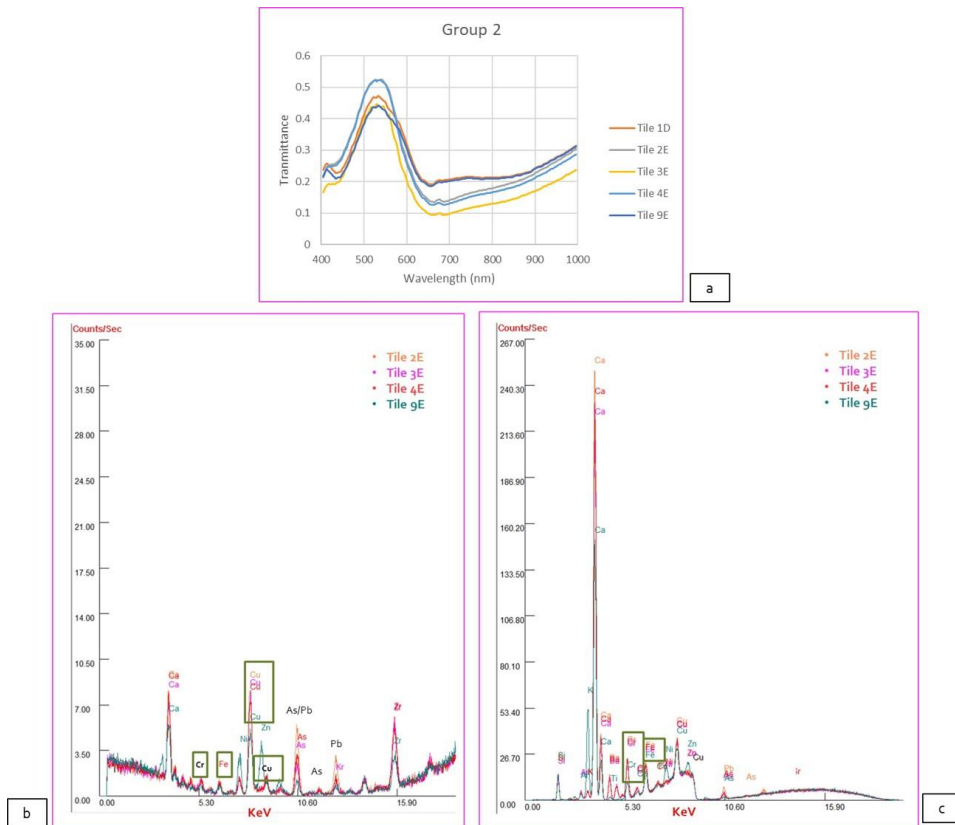 Group 2
Tranmittance
0.6
0.5
0.4
0.3
0.2
0.1
0
400 500 600 700 800 900 1000
Wavelength (nm)
Tile 1D
Tile 2E
Tile 3E
Tile 4E
Tile 9E
a
Counts/Sec
35.00
31.50
28.00
24.50
21.00
17.50
14.00
10.50
7.00
3.50
0.00
0.00 5.30 10.60 15.90
KeV
Tile 2E
Tile 3E
Tile 4E
Tile 9E
Ca
Ca
Ca
Cr
Fe
Cu
Cu
Cu
Ni
Zn
Cu
As/Pb
As
As
As
Pb
Kr
Zr
Zr
b
Counts/Sec
267.00
240.30
213.60
186.90
160.20
133.50
106.80
80.10
53.40
26.70
0.00
0.00 5.30 10.60 15.90
KeV
Tile 2E
Tile 3E
Tile 4E
Tile 9E
Ca
Ca
Ca
Ca
K
Ca
Ca
Ca
K
Ti
Cr
Cr
Fe
Ni
Cu
Cu
Zn
Cu
Pb
As
As
As
Ir
c